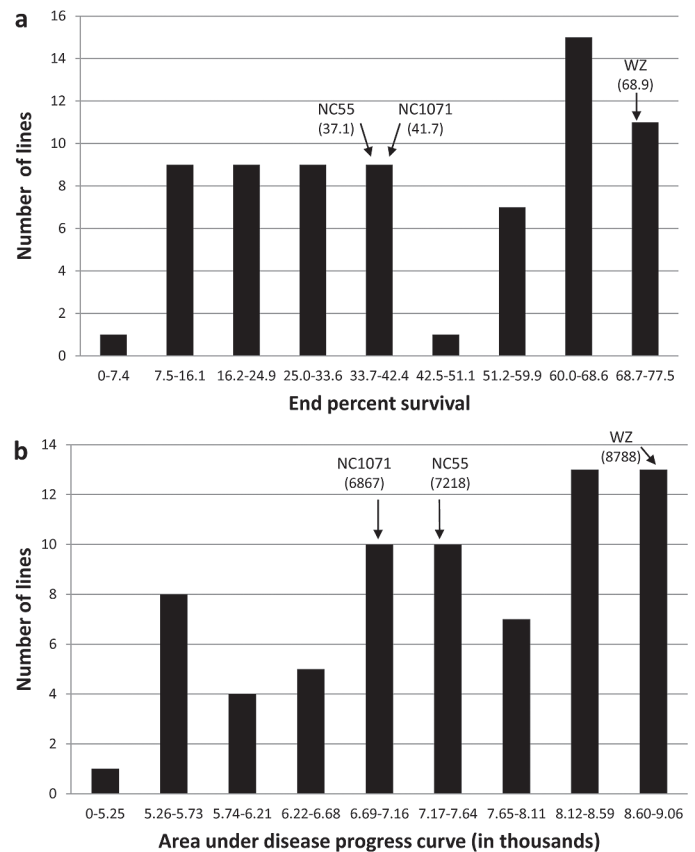 a
16
14
12
10
8
6
4
2
0
Number of lines
NC55
(37.1)
NC1071
(41.7)
WZ
(68.9)
0-7.4 7.5-16.1 16.2-24.9 25.0-33.6 33.7-42.4 42.5-51.1 51.2-59.9 60.0-68.6 68.7-77.5
End percent survival
b
14
12
10
8
6
4
2
0
Number of lines
NC1071
(6867)
NC55
(7218)
WZ
(8788)
0-5.25 5.26-5.73 5.74-6.21 6.22-6.68 6.69-7.16 7.17-7.64 7.65-8.11 8.12-8.59 8.60-9.06
Area under disease progress curve (in thousands)